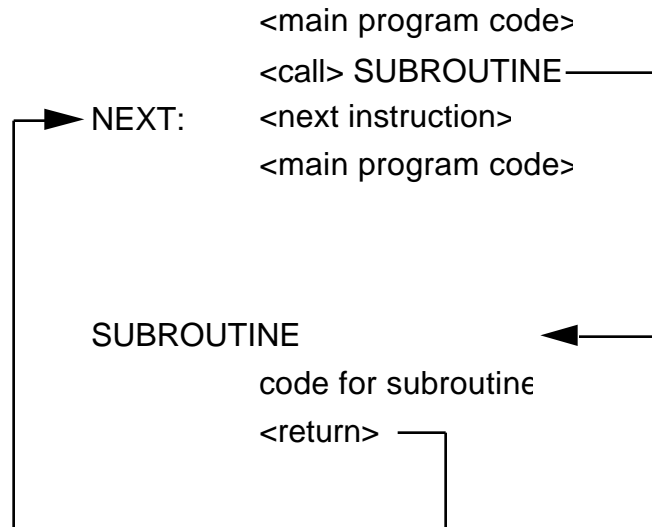 <main program code>
<call> SUBROUTINE
NEXT: <next instruction>
<main program code>
SUBROUTINE
code for subroutine
<return>